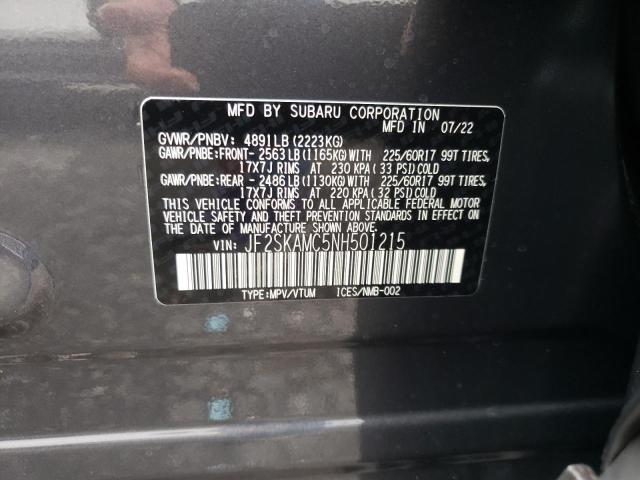 MFD BY SUBARU CORPORATION
MFD IN 07/22
GVWR/PNBV: 4891LB (2223KG)
GAWR/PNBE:FRONT- 2563LB (1165KG) WITH 225/60R17 99T TIRES,
17X7J RIMS AT 230 KPA ( 33 PSI) COLD
GAWR/PNBE:REAR - 2486LB (1130KG) WITH 225/60R17 99T TIRES,
17X7J RIMS AT 220 KPA ( 32 PSI) COLD
THIS VEHICLE CONFORMS TO ALL APPLICABLE FEDERAL MOTOR
VEHICLE SAFETY AND THEFT PREVENTION STANDARDS IN EFFECT ON
THE DATE OF MANUFACTURE SHOWN ABOVE.
VIN: JF2SKAMC5NH501215
TYPE:MPV/VTUM ICES/NMB-002